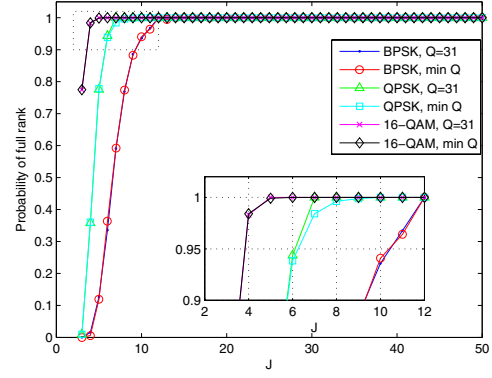 1
0.9
0.8
0.7
0.6
0.5
0.4
0.3
0.2
0.1
0
Probability of full rank
BPSK, Q=31
BPSK, min Q
QPSK, Q=31
QPSK, min Q
16−QAM, Q=31
16−QAM, min Q
1
0.95
0.9
2 4 6 8 10 12
J
0 10 20 30 40 50
J